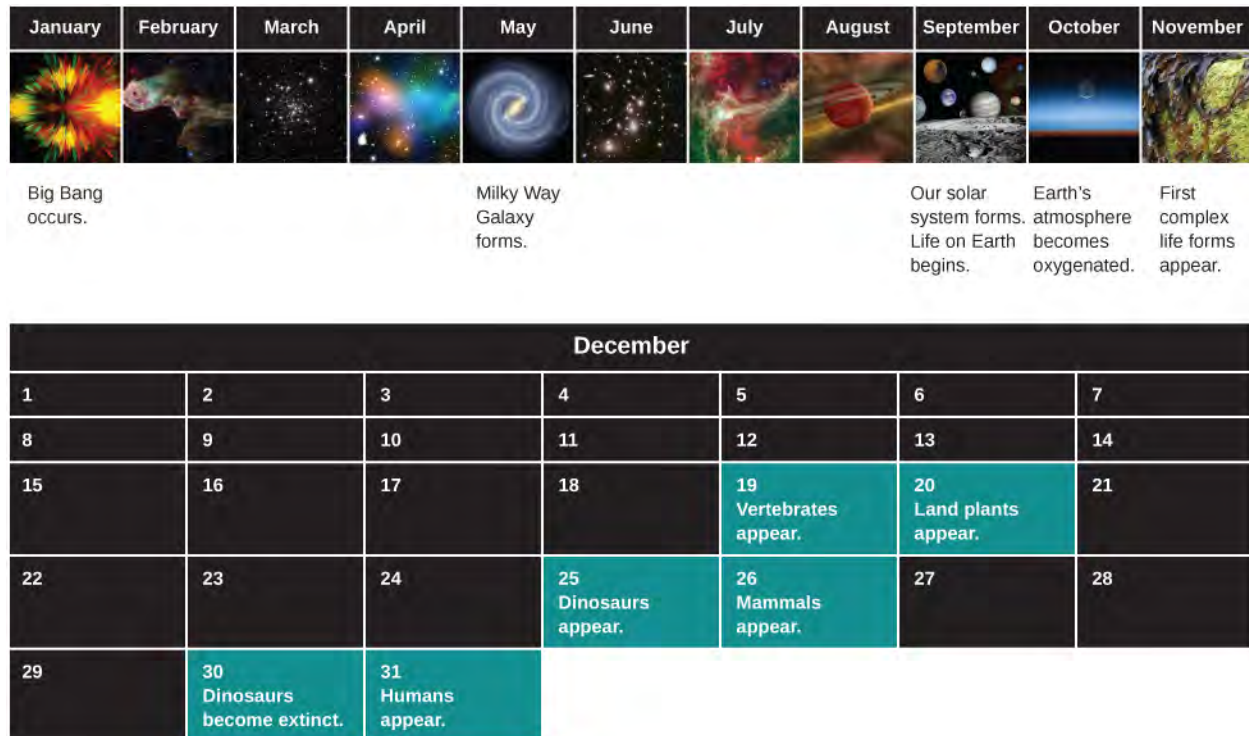 January February March April May June July August September October November
Big Bang
occurs.
Milky Way
Galaxy
forms.
Our solar
system forms.
Life on Earth
begins.
Earth’s
atmosphere
becomes
oxygenated.
First
complex
life forms
appear.
December
1 2 3 4 5 6 7
8 9 10 11 12 13 14
15 16 17 18 19 20 21
Vertebrates
appear.
Land plants
appear.
22 23 24 25 26 27 28
Dinosaurs
appear.
Mammals
appear.
29 30 31
Dinosaurs
become extinct.
Humans
appear.